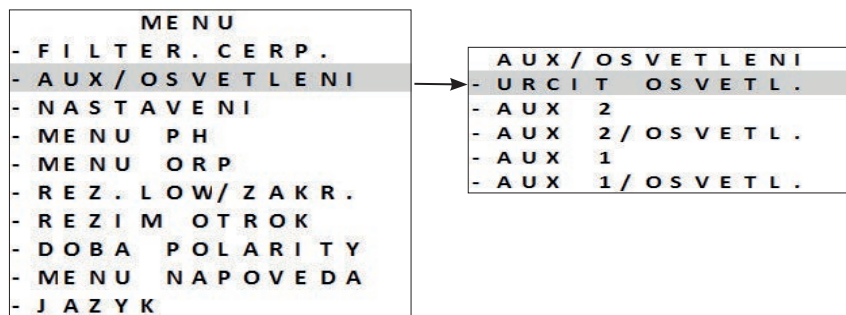 MENU
- FILTER. CERP.
- AUX/OSVETLENI
- NASTAVENI
- MENU PH
- MENU ORP
- REZ. LOW/ZAKR.
- REZIM OTROK
- DOBA POLARITY
- MENU NAPOVEDA
- JAZYK
AUX/OSVETLENI
- URCIT OSVETL.
- AUX 2
- AUX 2/OSVETL.
- AUX 1
- AUX 1/OSVETL.